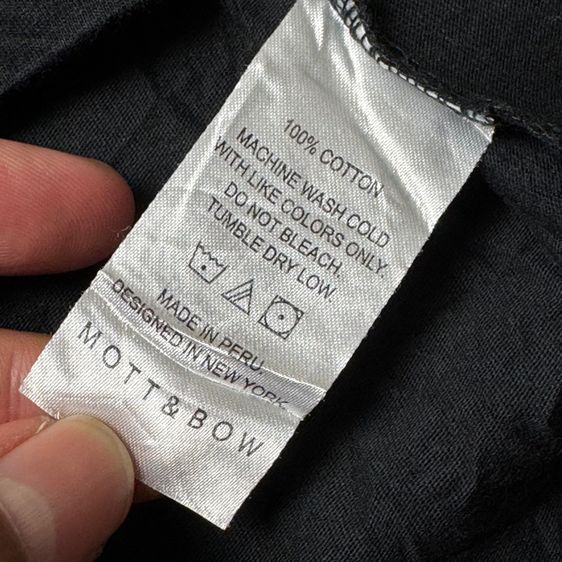 100% COTTON
MACHINE WASH COLD
WITH LIKE COLORS ONLY.
DO NOT BLEACH.
TUMBLE DRY LOW.
MADE IN PERU
DESIGNED IN NEW YORK
MOTT & BOW